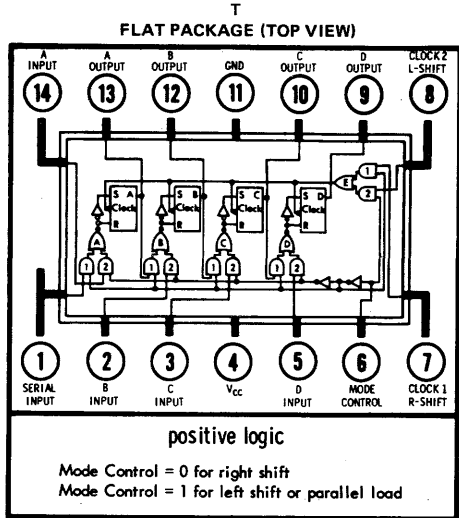 T
FLAT PACKAGE (TOP VIEW)
A INPUT
A OUTPUT
B OUTPUT
GND
C OUTPUT
D OUTPUT
CLOCK 2 L-SHIFT
14 13 12 11 10 9 8
S A S B S C S D E 1
Clock Clock Clock Clock 2
R R R R
A B C D
1 2 1 2 1 2 1 2
1 2 3 4 5 6 7
SERIAL INPUT
B INPUT
C INPUT
VCC
D INPUT
MODE CONTROL
CLOCK 1 R-SHIFT
positive logic
Mode Control = 0 for right shift
Mode Control = 1 for left shift or parallel load